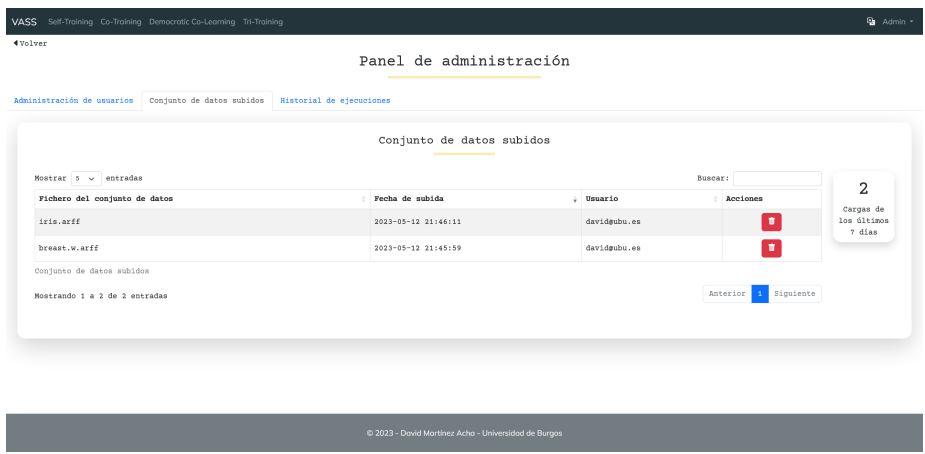 VASS Self-Training Co-Training Democratic Co-Learning Tri-Training Admin
Volver
Panel de administración
Administración de usuarios Conjunto de datos subidos Historial de ejecuciones
Conjunto de datos subidos
Mostrar 5 entradas Buscar:
Fichero del conjunto de datos Fecha de subida Usuario Acciones
iris.arff 2023-05-12 21:46:11 david@ubu.es
breast.w.arff 2023-05-12 21:45:59 david@ubu.es
Conjunto de datos subidos
Mostrando 1 a 2 de 2 entradas
Anterior 1 Siguiente
2
Cargas de
los últimos
7 días
© 2023 - David Martínez Acha - Universidad de Burgos